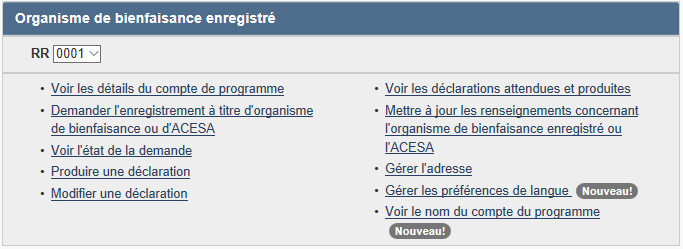 Organisme de bienfaisance enregistré
RR 0001
• Voir les détails du compte de programme
• Demander l'enregistrement à titre d'organisme
de bienfaisance ou d'ACESA
• Voir l'état de la demande
• Produire une déclaration
• Modifier une déclaration
• Voir les déclarations attendues et produites
• Mettre à jour les renseignements concernant
l'organisme de bienfaisance enregistré ou
l'ACESA
• Gérer l'adresse
• Gérer les préférences de langue Nouveau!
• Voir le nom du compte du programme
Nouveau!